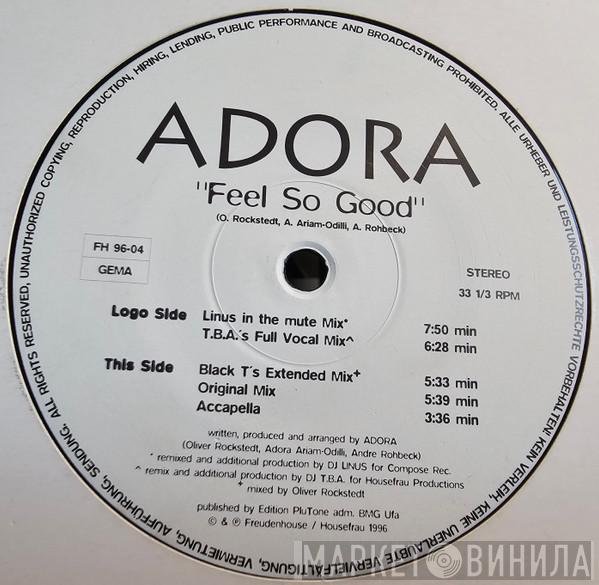 ALL RIGHTS RESERVED, UNAUTHORIZED COPYING, REPRODUCTION, HIRING, LENDING, PUBLIC PERFORMANCE AND BROADCASTING PROHIBITED. ALLE URHEBER UND LEISTUNGSSCHUTZRECHTE VORBEHALTEN! KEIN VERLEIH, KEINE UNERLAUBTE VERVIELFÄLTIGUNG, VERMIETUNG, AUFFÜHRUNG, SENDUNG.
ADORA
"Feel So Good"
(O. Rockstedt, A. Ariam-Odilli, A. Rohbeck)
FH 96-04
GEMA
STEREO
33 1/3 RPM
Logo Side Linus in the mute Mix* 7:50 min
T.B.A.´s Full Vocal Mix^ 6:28 min
This Side Black T´s Extended Mix+ 5:33 min
Original Mix 5:39 min
Accapella 3:36 min
written, produced and arranged by ADORA
(Oliver Rockstedt, Adora Ariam-Odilli, Andre Rohbeck)
* remixed and additional production by DJ LINUS for Compose Rec.
^ remix and additional production by DJ T.B.A. for Housefrau Productions
+ mixed by Oliver Rockstedt
published by Edition PluTone adm. BMG Ufa
© & ℗ Freudenhouse / Housefrau 1996
МАРКЕТ ВИНИЛА